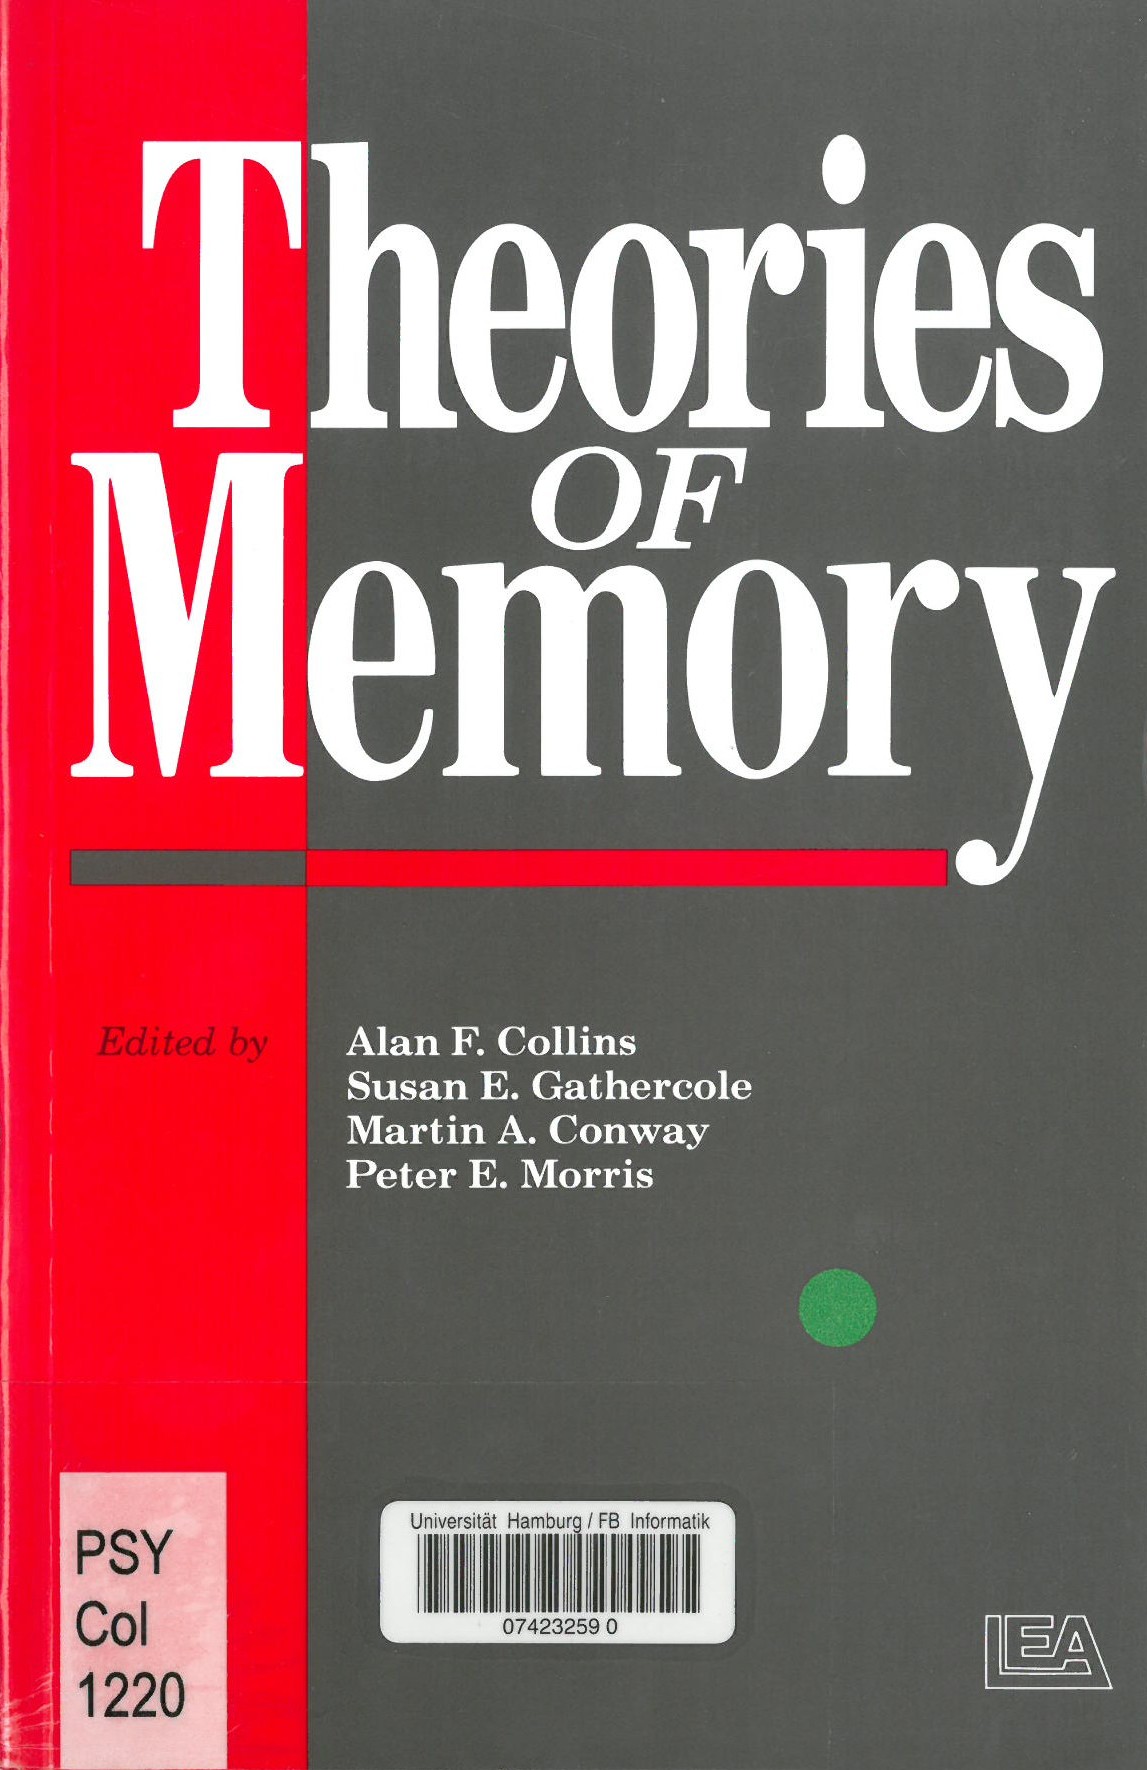 Theories
OF
Memory
Edited by
Alan F. Collins
Susan E. Gathercole
Martin A. Conway
Peter E. Morris
PSY
Col
1220
Universität Hamburg / FB Informatik
07423259 0
LEA